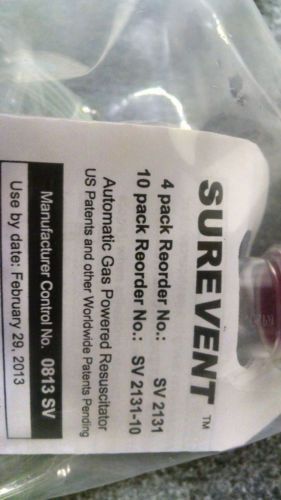 SUREVENT™
4 pack Reorder No.: SV 2131
10 pack Reorder No.: SV 2131-10
Automatic Gas Powered Resuscitator
US Patents and other Worldwide Patents Pending
Manufacturer Control No. 0813 SV
Use by date: February 29, 2013